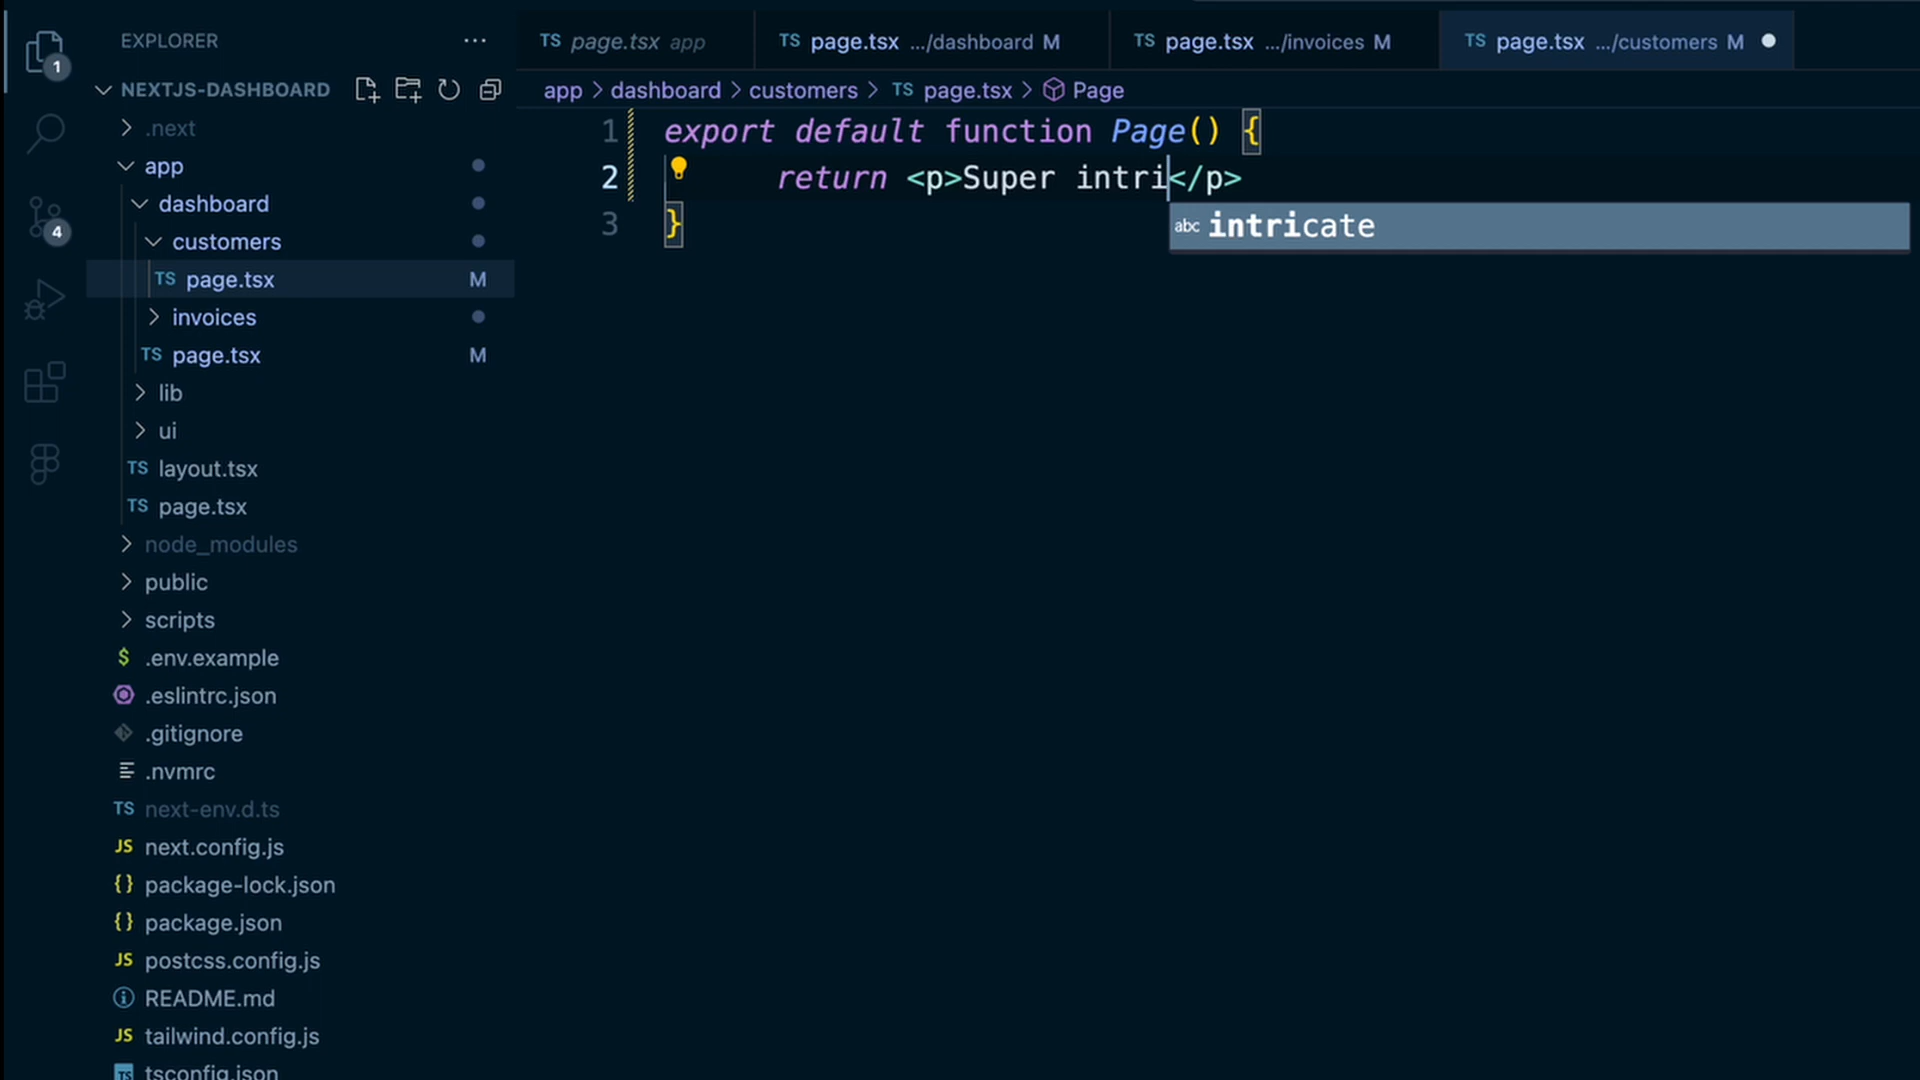 EXPLORER ...
1
NEXTJS-DASHBOARD
.next
app
dashboard
4
customers
TS page.tsx M
invoices
TS page.tsx M
lib
ui
TS layout.tsx
TS page.tsx
node_modules
public
scripts
$ .env.example
.eslintrc.json
.gitignore
.nvmrc
TS next-env.d.ts
JS next.config.js
{} package-lock.json
{} package.json
JS postcss.config.js
README.md
JS tailwind.config.js
TS tsconfig.json
TS page.tsx app TS page.tsx .../dashboard M TS page.tsx .../invoices M TS page.tsx .../customers M
app > dashboard > customers > TS page.tsx > Page
1 export default function Page() {
2 return <p>Super intri</p>
abc intricate
3 }